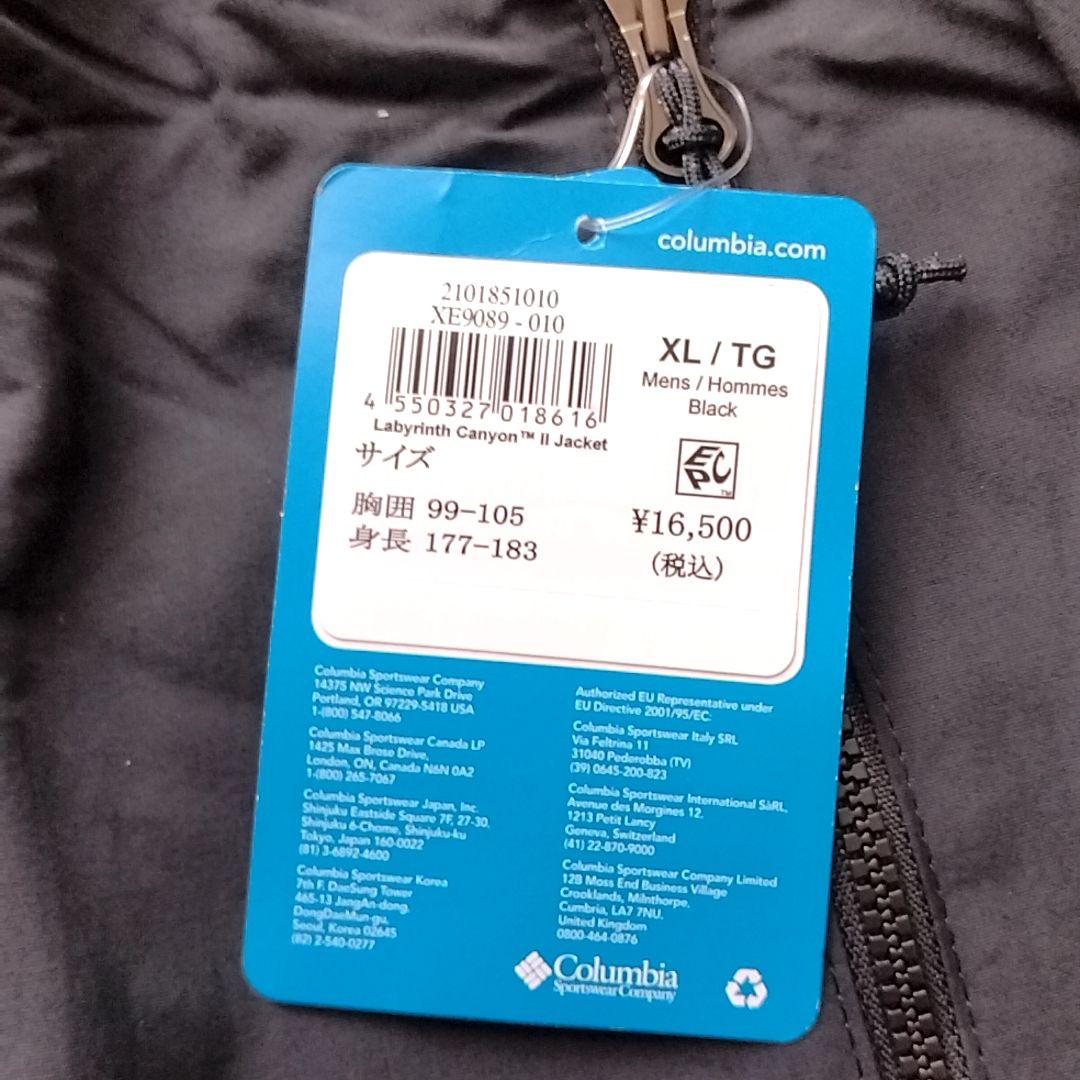 columbia.com
2101851010
XE9089 - 010
4 550327 018616
Labyrinth Canyon™ II Jacket
XL / TG
Mens / Hommes
Black
EPC™
サイズ
胸囲 99-105
身長 177-183
¥16,500
(税込)
Columbia Sportswear Company
14375 NW Science Park Drive
Portland, OR 97229-5418 USA
1-(800) 547-8066
Columbia Sportswear Canada LP
1425 Max Brose Drive,
London, ON, Canada N6N 0A2
1-(800) 265-7067
Columbia Sportswear Japan, Inc.
Shinjuku Eastside Square 7F, 27-30,
Shinjuku 6-Chome, Shinjuku-ku
Tokyo, Japan 160-0022
(81) 3-6892-4600
Columbia Sportswear Korea
7th F. DaeSung Tower
465-13 JangAn-dong,
DongDaeMun-gu,
Seoul, Korea 02645
(82) 2-540-0277
Authorized EU Representative under
EU Directive 2001/95/EC:
Columbia Sportswear Italy SRL
Via Feltrina 11
31040 Pederobba (TV)
(39) 0645-200-823
Columbia Sportswear International SàRL
Avenue des Morgines 12,
1213 Petit Lancy
Geneva, Switzerland
(41) 22-870-9000
Columbia Sportswear Company Limited
12B Moss End Business Village
Crooklands, Milnthorpe,
Cumbria, LA7 7NU,
United Kingdom
0800-464-0876
Columbia
Sportswear Company